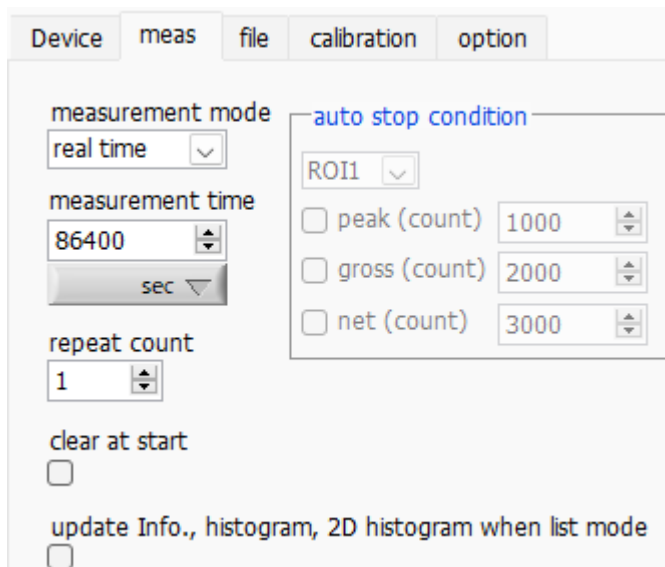 Device meas file calibration option
measurement mode
real time
measurement time
86400
sec
repeat count
1
clear at start
update Info., histogram, 2D histogram when list mode
auto stop condition
ROI1
peak (count) 1000
gross (count) 2000
net (count) 3000